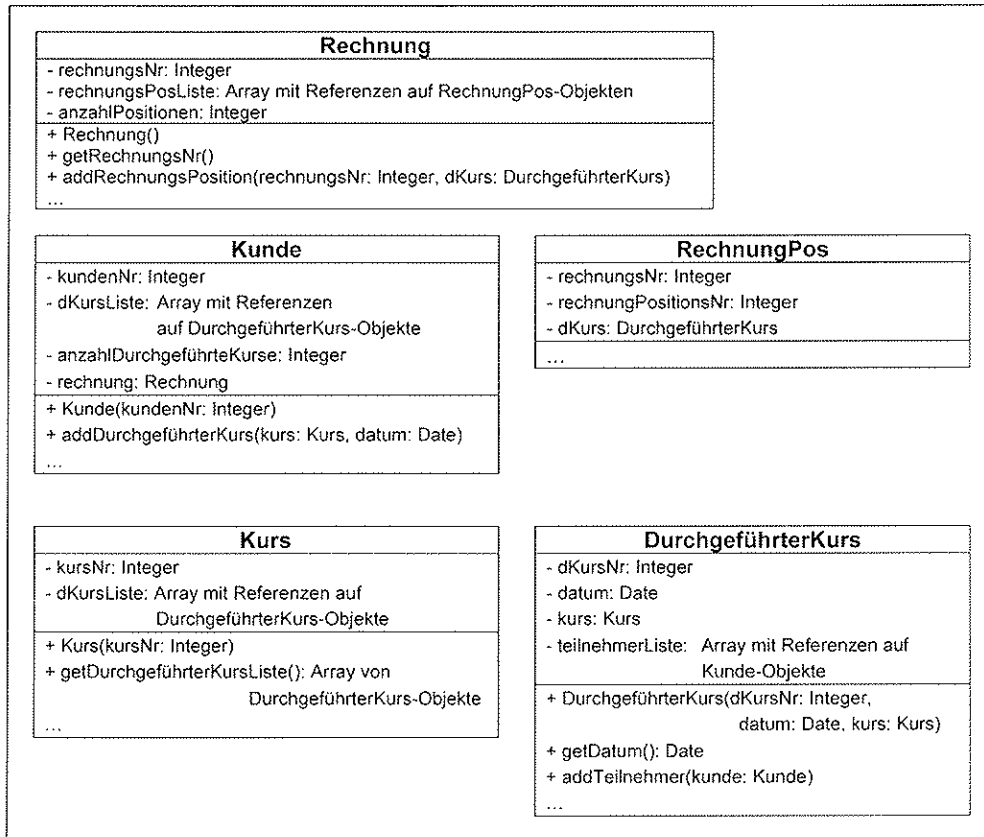 Rechnung
- rechnungsNr: Integer
- rechnungsPosListe: Array mit Referenzen auf RechnungPos-Objekten
- anzahlPositionen: Integer
+ Rechnung()
+ getRechnungsNr()
+ addRechnungsPosition(rechnungsNr: Integer, dKurs: DurchgeführterKurs)
...
Kunde
- kundenNr: Integer
- dKursListe: Array mit Referenzen
auf DurchgeführterKurs-Objekte
- anzahlDurchgeführteKurse: Integer
- rechnung: Rechnung
+ Kunde(kundenNr: Integer)
+ addDurchgeführterKurs(kurs: Kurs, datum: Date)
...
RechnungPos
- rechnungsNr: Integer
- rechnungPositionsNr: Integer
- dKurs: DurchgeführterKurs
...
Kurs
- kursNr: Integer
- dKursListe: Array mit Referenzen auf
DurchgeführterKurs-Objekte
+ Kurs(kursNr: Integer)
+ getDurchgeführterKursListe(): Array von
DurchgeführterKurs-Objekte
...
DurchgeführterKurs
- dKursNr: Integer
- datum: Date
- kurs: Kurs
- teilnehmerListe: Array mit Referenzen auf
Kunde-Objekte
+ DurchgeführterKurs(dKursNr: Integer,
datum: Date, kurs: Kurs)
+ getDatum(): Date
+ addTeilnehmer(kunde: Kunde)
...